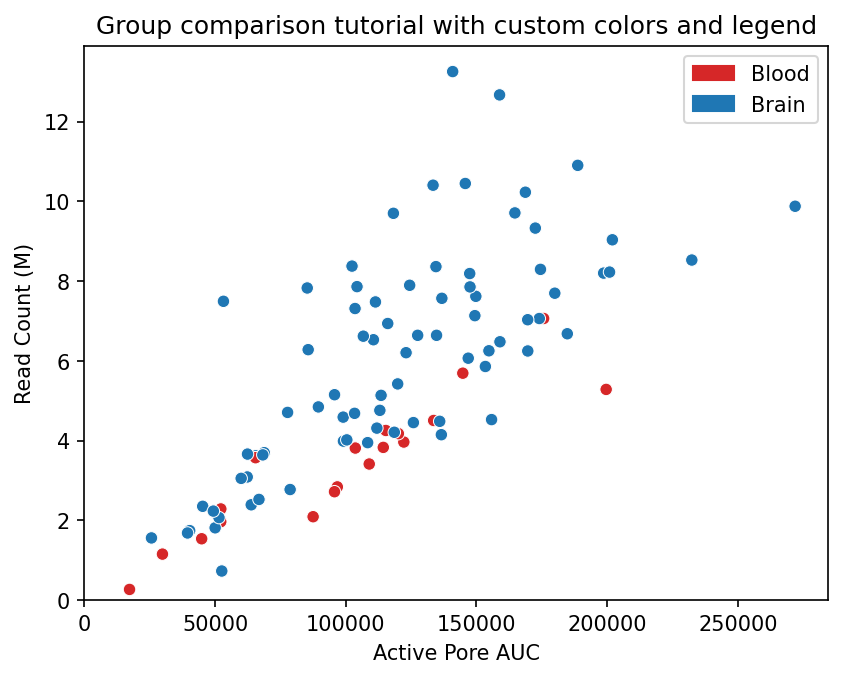 Group comparison tutorial with custom colors and legend
Blood
Brain
Read Count (M)
12
10
8
6
4
2
0
0 50000 100000 150000 200000 250000
Active Pore AUC